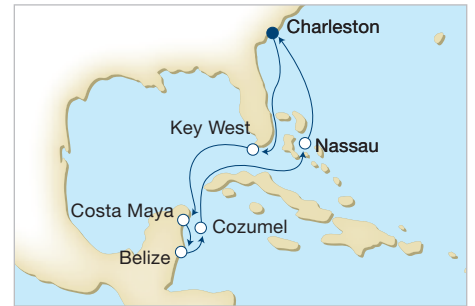 Charleston
Key West
Nassau
Costa Maya
Cozumel
Belize